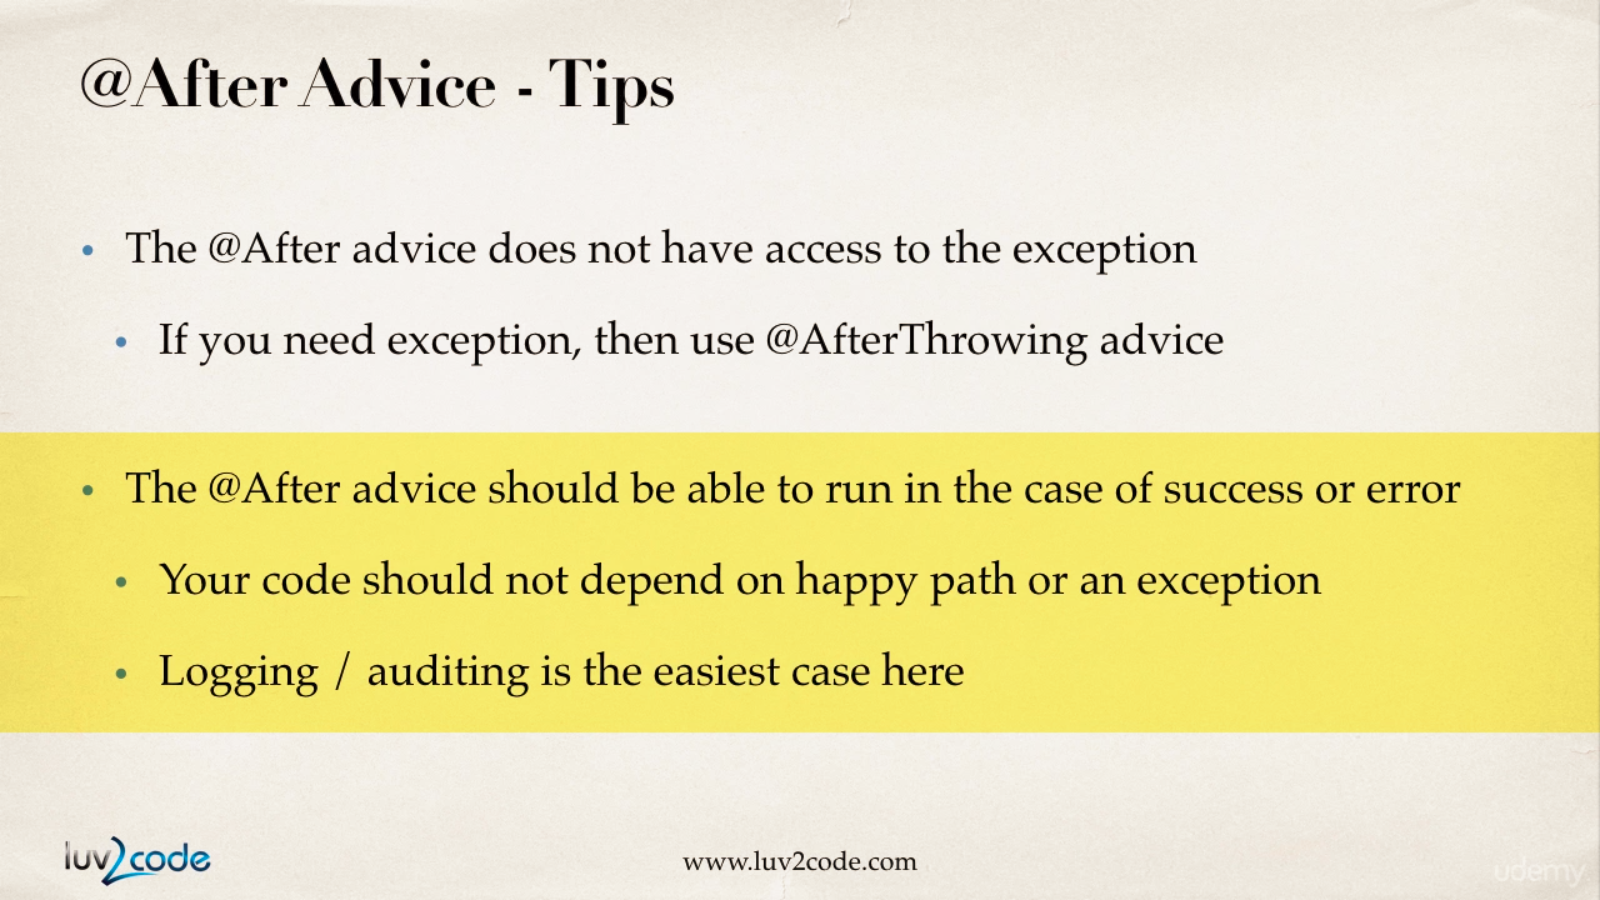 @After Advice - Tips
• The @After advice does not have access to the exception
• If you need exception, then use @AfterThrowing advice
• The @After advice should be able to run in the case of success or error
• Your code should not depend on happy path or an exception
• Logging / auditing is the easiest case here
luv2code
www.luv2code.com
udemy